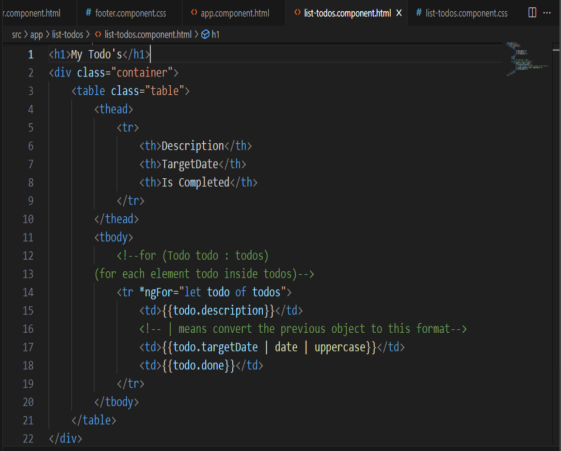 r.component.html # footer.component.css <> app.component.html <> list-todos.component.html × # list-todos.component.css ···
src > app > list-todos > <> list-todos.component.html > h1
1 <h1>My Todo's</h1>
2 <div class="container">
3 <table class="table">
4 <thead>
5 <tr>
6 <th>Description</th>
7 <th>TargetDate</th>
8 <th>Is Completed</th>
9 </tr>
10 </thead>
11 <tbody>
12 <!--for (Todo todo : todos)
13 (for each element todo inside todos)-->
14 <tr *ngFor="let todo of todos">
15 <td>{{todo.description}}</td>
16 <!-- | means convert the previous object to this format-->
17 <td>{{todo.targetDate | date | uppercase}}</td>
18 <td>{{todo.done}}</td>
19 </tr>
20 </tbody>
21 </table>
22 </div>